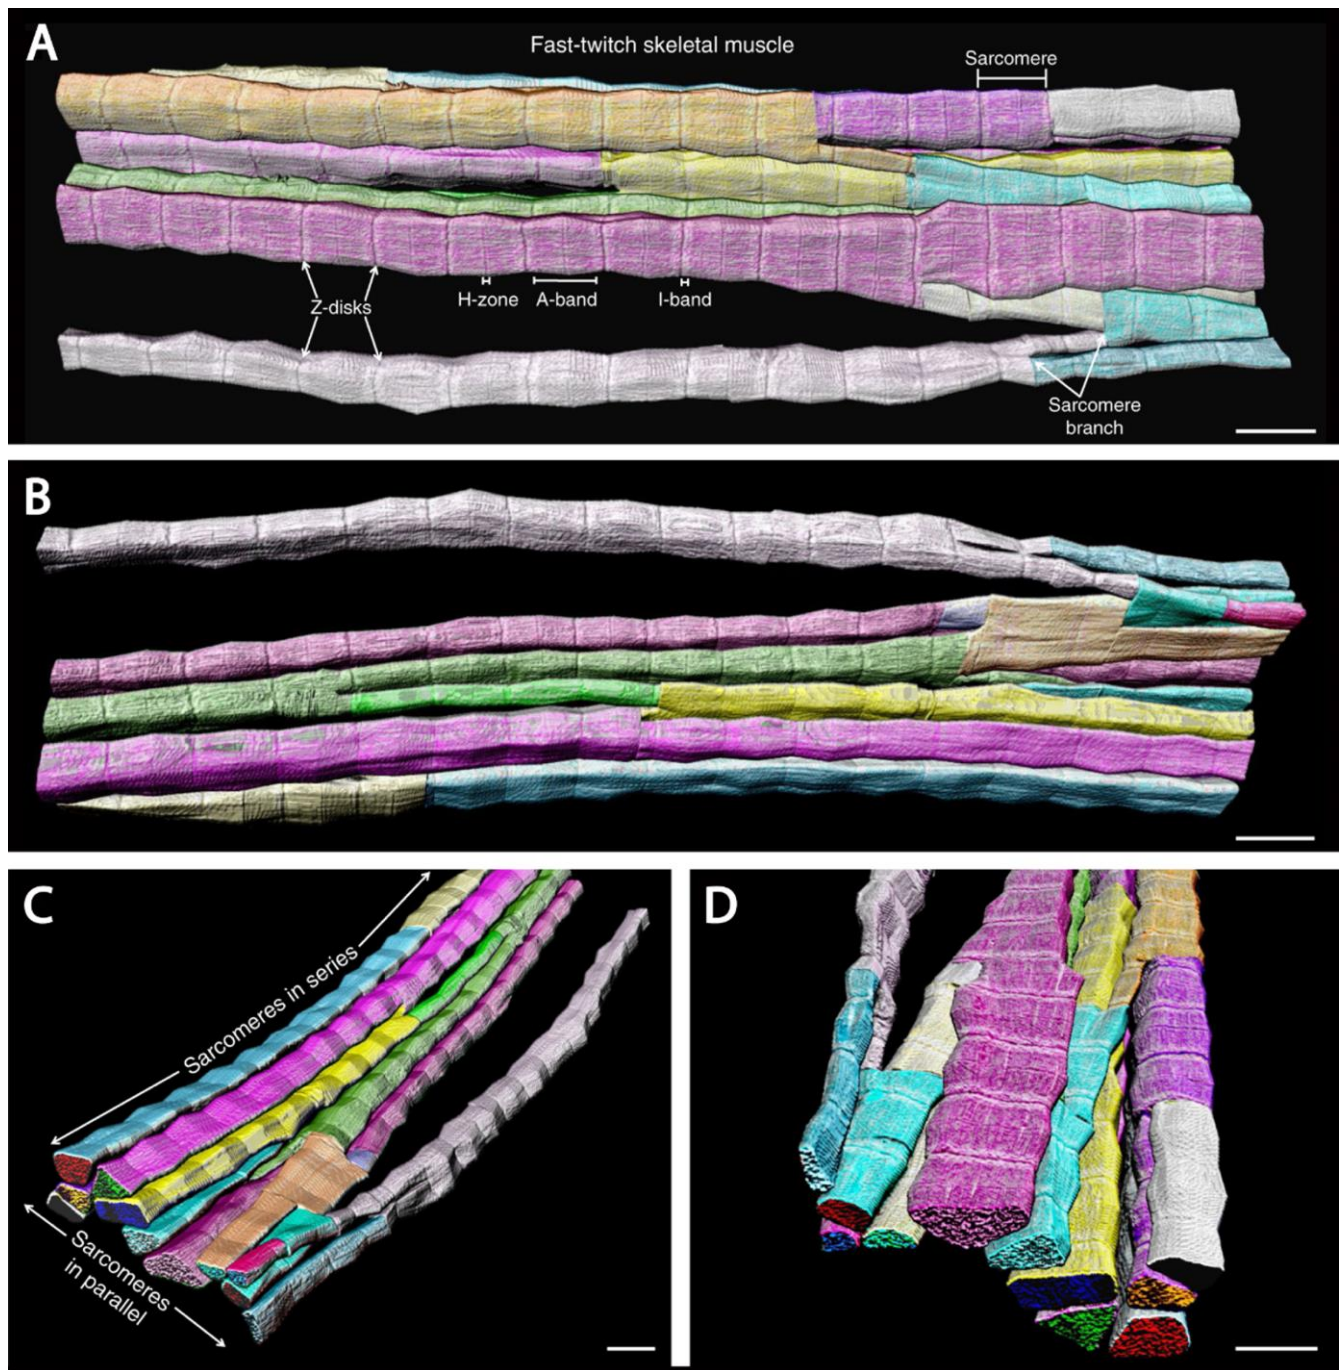 A
Fast-twitch skeletal muscle
Sarcomere
Z-disks
H-zone
A-band
I-band
Sarcomere
branch
B
C
Sarcomeres in series
Sarcomeres
in parallel
D